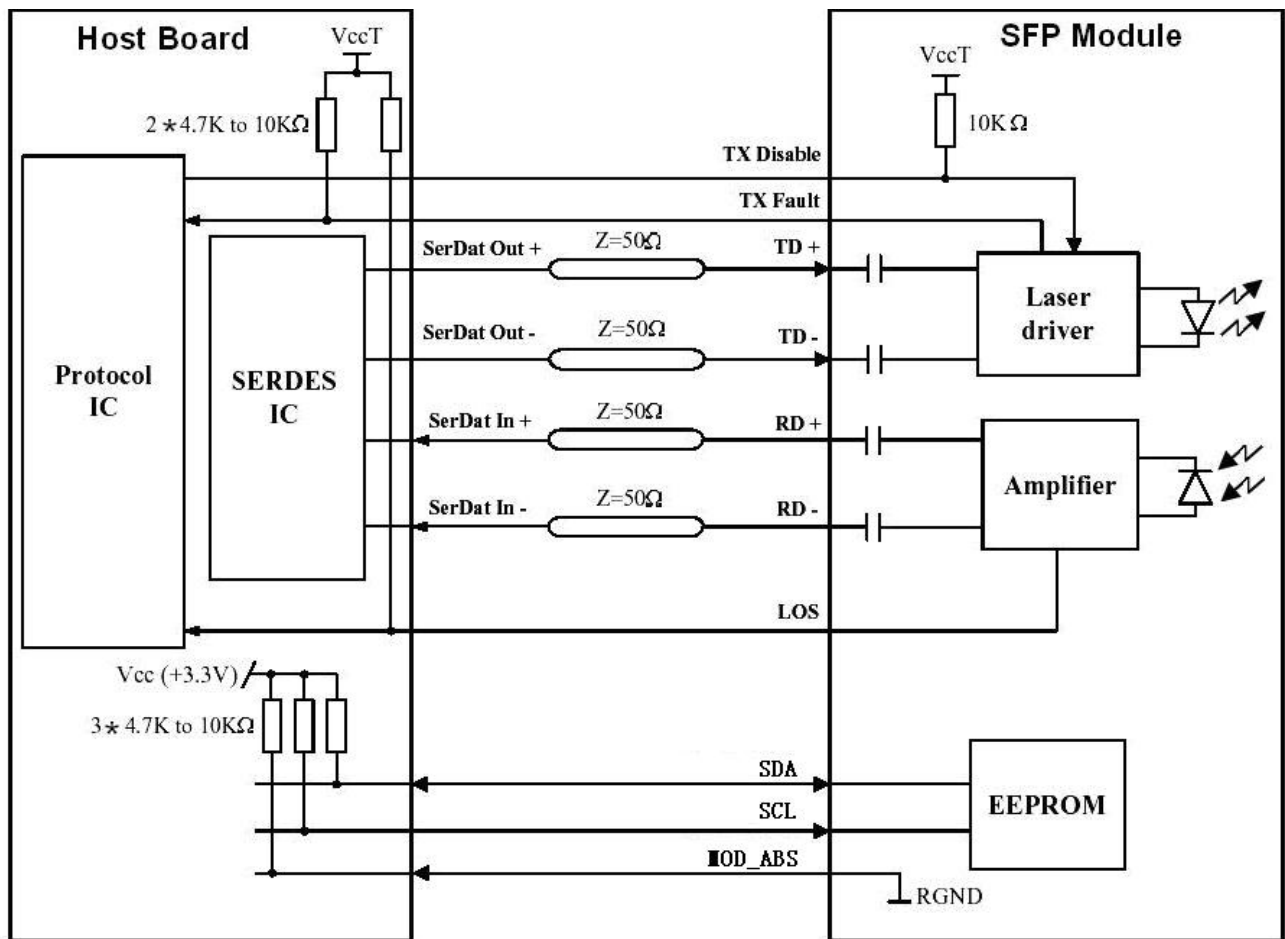 Host Board
SFP Module
VccT
VccT
2*4.7K to 10KΩ
10KΩ
TX Disable
TX Fault
SerDat Out +
Z=50Ω
TD +
Laser
driver
SerDat Out -
Z=50Ω
TD -
Protocol
IC
SERDES
IC
SerDat In +
Z=50Ω
RD +
Amplifier
SerDat In -
Z=50Ω
RD -
LOS
Vcc (+3.3V)
3*4.7K to 10KΩ
SDA
EEPROM
SCL
MOD_ABS
RGND